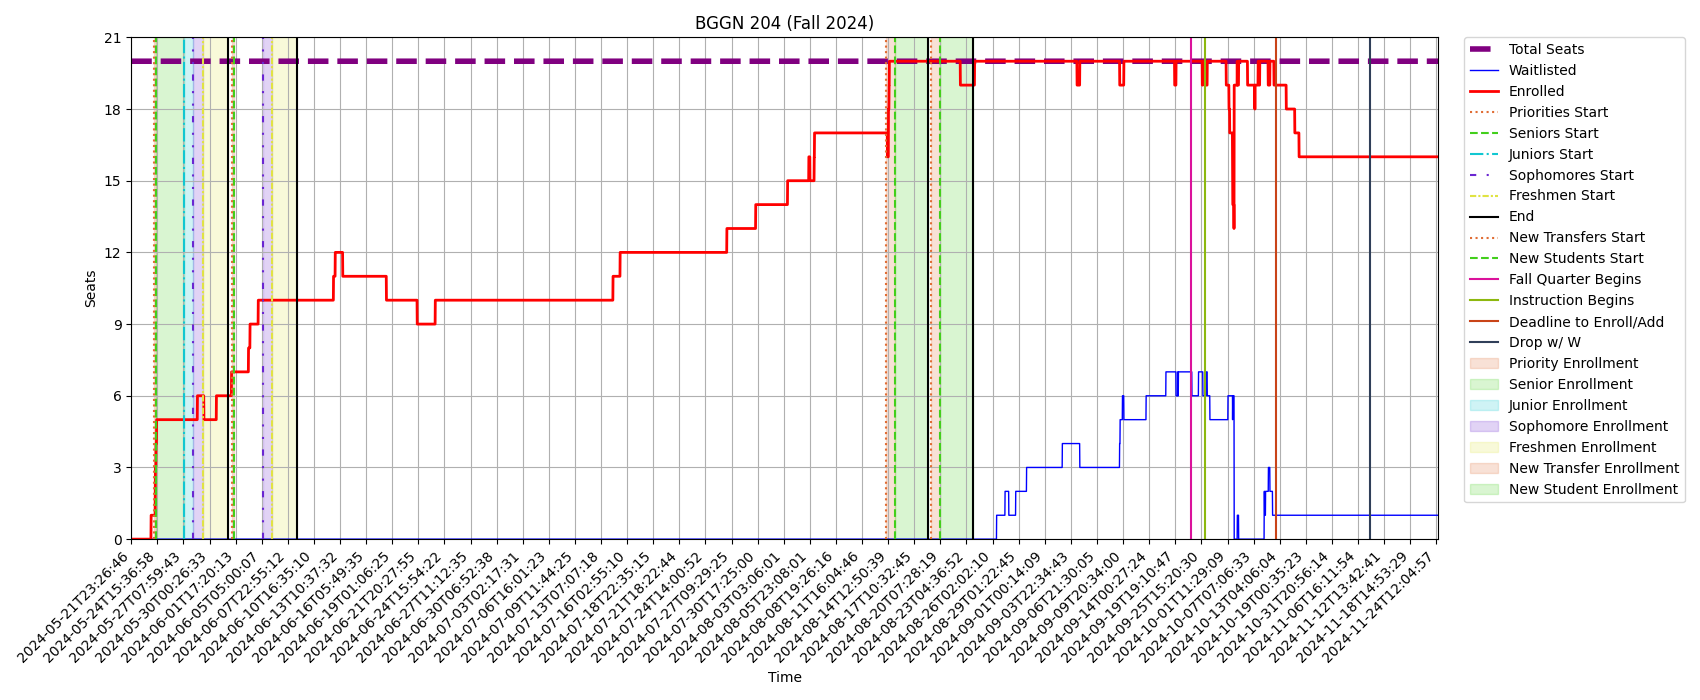 BGGN 204 (Fall 2024)
Seats
21
18
15
12
9
6
3
0
2024-05-21T23:26:46
2024-05-24T15:36:58
2024-05-27T07:59:43
2024-05-30T00:26:33
2024-06-01T17:20:13
2024-06-05T05:00:07
2024-06-07T22:55:12
2024-06-10T16:35:10
2024-06-13T10:37:32
2024-06-16T05:49:35
2024-06-19T01:06:25
2024-06-21T20:27:55
2024-06-24T15:54:22
2024-06-27T11:12:35
2024-06-30T06:52:38
2024-07-03T02:17:31
2024-07-06T16:01:23
2024-07-09T11:44:25
2024-07-13T07:07:18
2024-07-16T02:55:10
2024-07-18T22:35:15
2024-07-21T18:22:44
2024-07-24T14:00:52
2024-07-27T09:29:25
2024-07-30T17:25:00
2024-08-03T03:06:01
2024-08-05T23:08:01
2024-08-08T19:26:16
2024-08-11T16:04:46
2024-08-14T12:50:39
2024-08-17T10:32:45
2024-08-20T07:28:19
2024-08-23T04:36:52
2024-08-26T02:02:10
2024-08-29T01:22:45
2024-09-01T00:14:09
2024-09-03T22:34:43
2024-09-06T21:30:05
2024-09-09T20:34:00
2024-09-14T00:27:24
2024-09-19T19:10:47
2024-09-25T15:20:30
2024-10-01T11:29:09
2024-10-07T07:06:33
2024-10-13T04:06:04
2024-10-19T00:35:23
2024-10-31T20:56:14
2024-11-06T16:11:54
2024-11-12T13:42:41
2024-11-18T14:53:29
2024-11-24T12:04:57
Time
Total Seats
Waitlisted
Enrolled
Priorities Start
Seniors Start
Juniors Start
Sophomores Start
Freshmen Start
End
New Transfers Start
New Students Start
Fall Quarter Begins
Instruction Begins
Deadline to Enroll/Add
Drop w/ W
Priority Enrollment
Senior Enrollment
Junior Enrollment
Sophomore Enrollment
Freshmen Enrollment
New Transfer Enrollment
New Student Enrollment